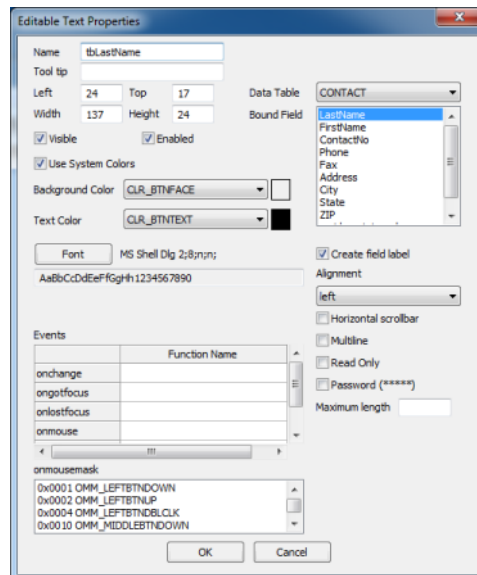 Editable Text Properties
Name tbLastName
Tool tip
Left 24 Top 17
Width 137 Height 24
Visible Enabled
Use System Colors
Background Color CLR_BTNFACE
Text Color CLR_BTNTEXT
Font MS Shell Dlg 2;8;n;n;
AaBbCcDdEeFfGgHh1234567890
Data Table CONTACT
Bound Field LastName
FirstName
ContactNo
Phone
Fax
Address
City
State
ZIP
Create field label
Alignment
left
Horizontal scrollbar
Multiline
Read Only
Password (*****)
Maximum length
Events
Function Name
onchange
ongotfocus
onlostfocus
onmouse
onmousemask
0x0001 OMM_LEFTBTNDOWN
0x0002 OMM_LEFTBTNUP
0x0004 OMM_LEFTBTNDBLCLK
0x0010 OMM_MIDDLEBTNDOWN
OK Cancel